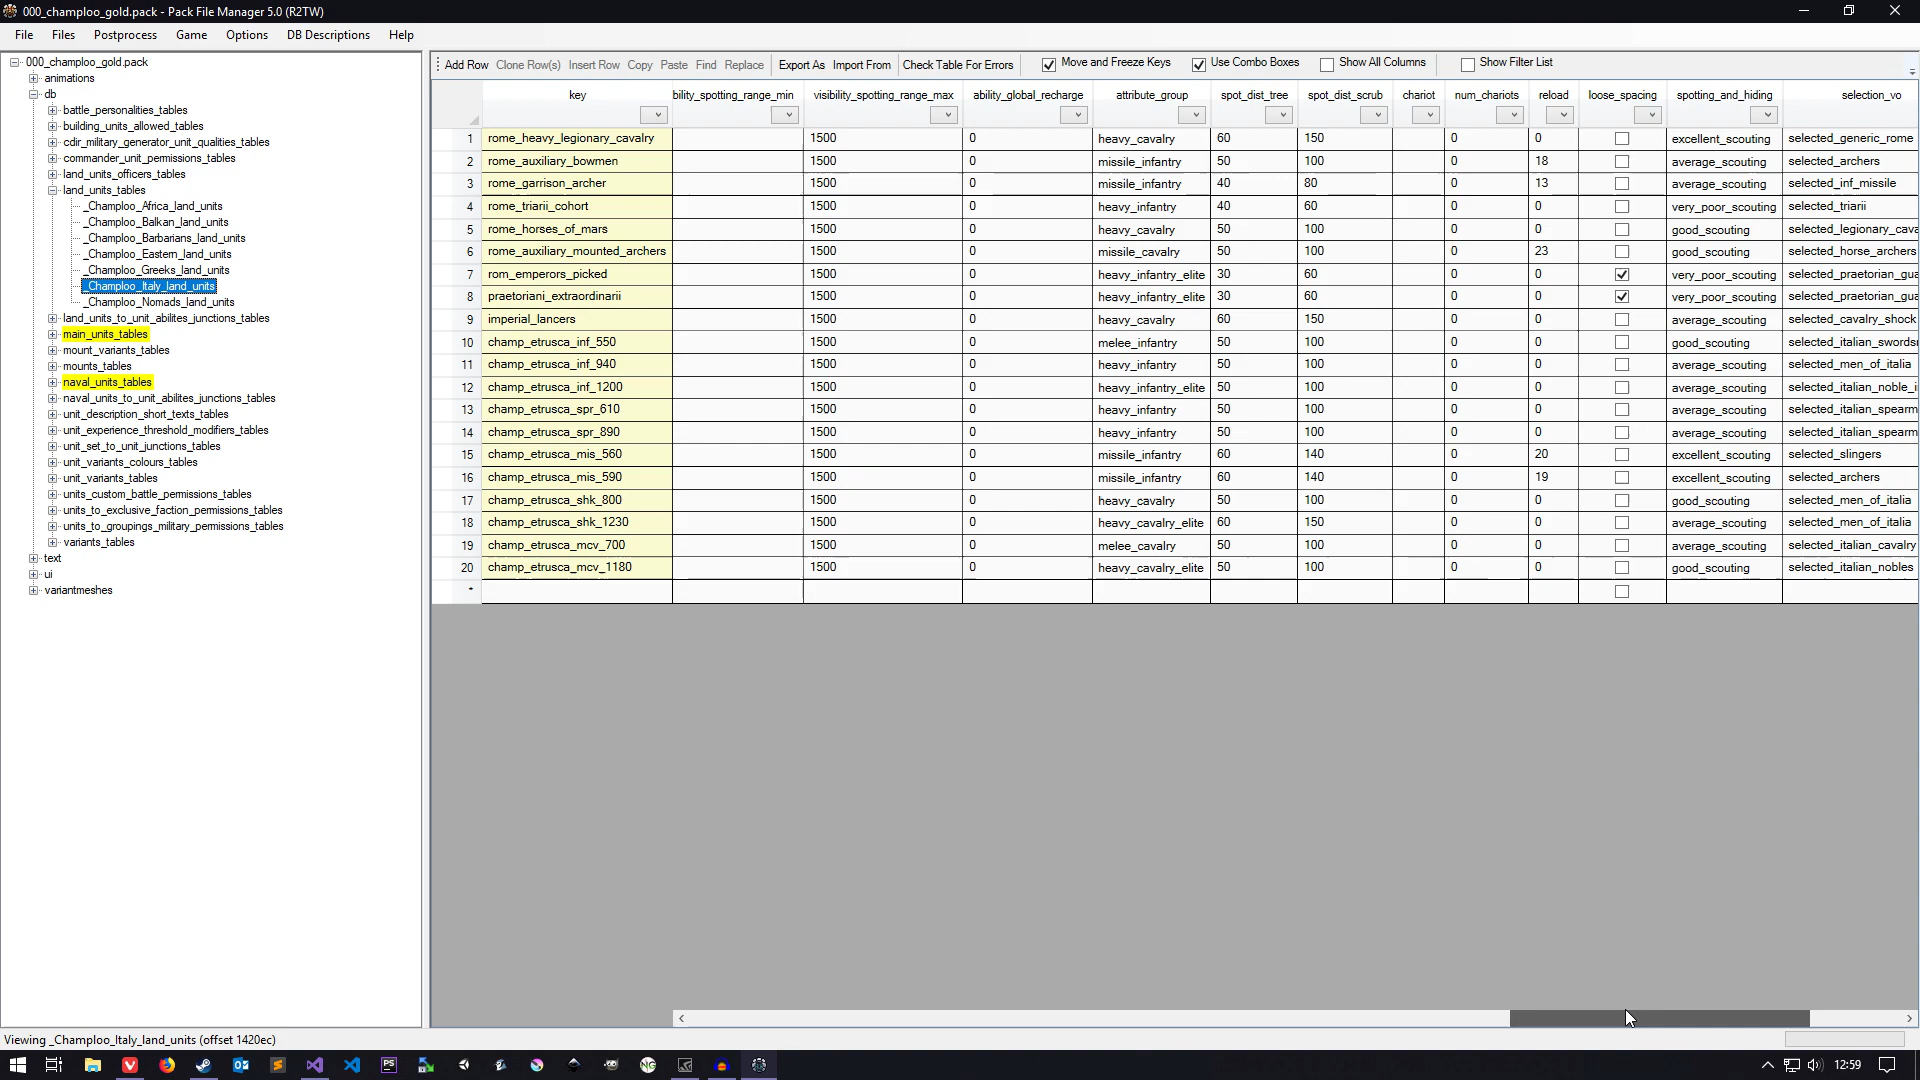 000_champloo_gold.pack - Pack File Manager 5.0 (R2TW)
File Files Postprocess Game Options DB Descriptions Help
000_champloo_gold.pack
animations
db
battle_personalities_tables
building_units_allowed_tables
cdir_military_generator_unit_qualities_tables
commander_unit_permissions_tables
land_units_officers_tables
land_units_tables
_Champloo_Africa_land_units
_Champloo_Balkan_land_units
_Champloo_Barbarians_land_units
_Champloo_Eastern_land_units
_Champloo_Greeks_land_units
_Champloo_Italy_land_units
_Champloo_Nomads_land_units
land_units_to_unit_abilites_junctions_tables
main_units_tables
mount_variants_tables
mounts_tables
naval_units_tables
naval_units_to_unit_abilites_junctions_tables
unit_description_short_texts_tables
unit_experience_threshold_modifiers_tables
unit_set_to_unit_junctions_tables
unit_variants_colours_tables
unit_variants_tables
units_custom_battle_permissions_tables
units_to_exclusive_faction_permissions_tables
units_to_groupings_military_permissions_tables
variants_tables
text
ui
variantmeshes
Add Row Clone Row(s) Insert Row Copy Paste Find Replace Export As Import From Check Table For Errors Move and Freeze Keys Use Combo Boxes Show All Columns Show Filter List
key bility_spotting_range_min visibility_spotting_range_max ability_global_recharge attribute_group spot_dist_tree spot_dist_scrub chariot num_chariots reload loose_spacing spotting_and_hiding selection_vo
1 rome_heavy_legionary_cavalry 1500 0 heavy_cavalry 60 150 0 0 excellent_scouting selected_generic_rome
2 rome_auxiliary_bowmen 1500 0 missile_infantry 50 100 0 18 average_scouting selected_archers
3 rome_garrison_archer 1500 0 missile_infantry 40 80 0 13 average_scouting selected_inf_missile
4 rome_triarii_cohort 1500 0 heavy_infantry 40 60 0 0 very_poor_scouting selected_triarii
5 rome_horses_of_mars 1500 0 heavy_cavalry 50 100 0 0 good_scouting selected_legionary_cava
6 rome_auxiliary_mounted_archers 1500 0 missile_cavalry 50 100 0 23 good_scouting selected_horse_archers
7 rom_emperors_picked 1500 0 heavy_infantry_elite 30 60 0 0 very_poor_scouting selected_praetorian_gua
8 praetoriani_extraordinarii 1500 0 heavy_infantry_elite 30 60 0 0 very_poor_scouting selected_praetorian_gua
9 imperial_lancers 1500 0 heavy_cavalry 60 150 0 0 average_scouting selected_cavalry_shock
10 champ_etrusca_inf_550 1500 0 melee_infantry 50 100 0 0 good_scouting selected_italian_swords
11 champ_etrusca_inf_940 1500 0 heavy_infantry 50 100 0 0 average_scouting selected_men_of_italia
12 champ_etrusca_inf_1200 1500 0 heavy_infantry_elite 50 100 0 0 average_scouting selected_italian_noble_i
13 champ_etrusca_spr_610 1500 0 heavy_infantry 50 100 0 0 average_scouting selected_italian_spearm
14 champ_etrusca_spr_890 1500 0 heavy_infantry 50 100 0 0 average_scouting selected_italian_spearm
15 champ_etrusca_mis_560 1500 0 missile_infantry 60 140 0 20 excellent_scouting selected_slingers
16 champ_etrusca_mis_590 1500 0 missile_infantry 60 140 0 19 excellent_scouting selected_archers
17 champ_etrusca_shk_800 1500 0 heavy_cavalry 50 100 0 0 good_scouting selected_men_of_italia
18 champ_etrusca_shk_1230 1500 0 heavy_cavalry_elite 60 150 0 0 average_scouting selected_men_of_italia
19 champ_etrusca_mcv_700 1500 0 melee_cavalry 50 100 0 0 average_scouting selected_italian_cavalry
20 champ_etrusca_mcv_1180 1500 0 heavy_cavalry_elite 50 100 0 0 good_scouting selected_italian_nobles
*
Viewing _Champloo_Italy_land_units (offset 1420ec)
PS NG 12:59